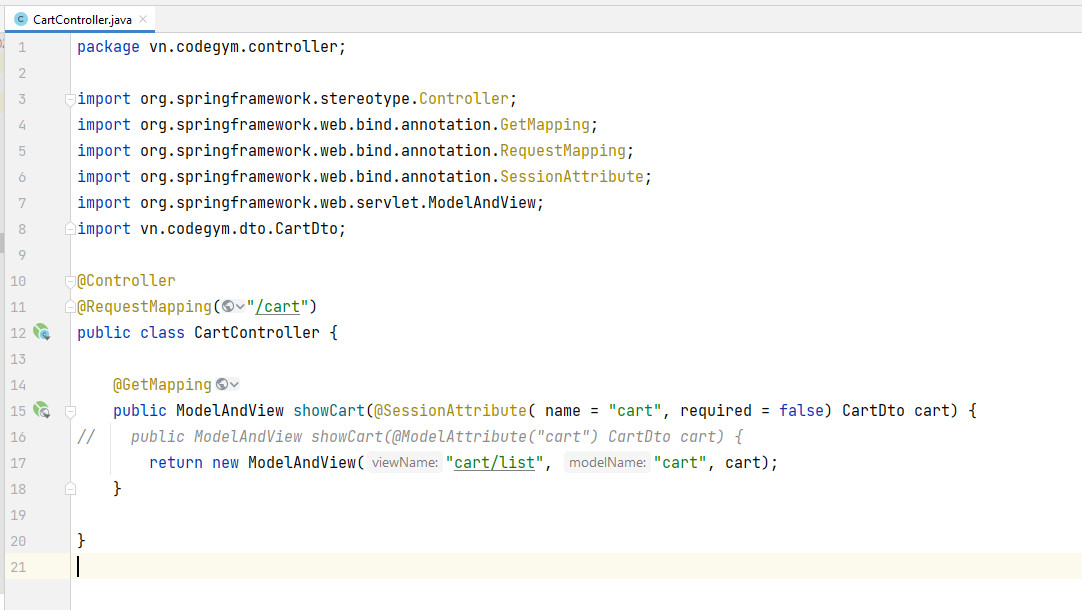 CartController.java
1 package vn.codegym.controller;
2
3 import org.springframework.stereotype.Controller;
4 import org.springframework.web.bind.annotation.GetMapping;
5 import org.springframework.web.bind.annotation.RequestMapping;
6 import org.springframework.web.bind.annotation.SessionAttribute;
7 import org.springframework.web.servlet.ModelAndView;
8 import vn.codegym.dto.CartDto;
9
10 @Controller
11 @RequestMapping("/cart")
12 public class CartController {
13
14     @GetMapping
15     public ModelAndView showCart(@SessionAttribute( name = "cart", required = false) CartDto cart) {
16 //    public ModelAndView showCart(@ModelAttribute("cart") CartDto cart) {
17         return new ModelAndView( viewName: "cart/list", modelName: "cart", cart);
18     }
19
20 }
21